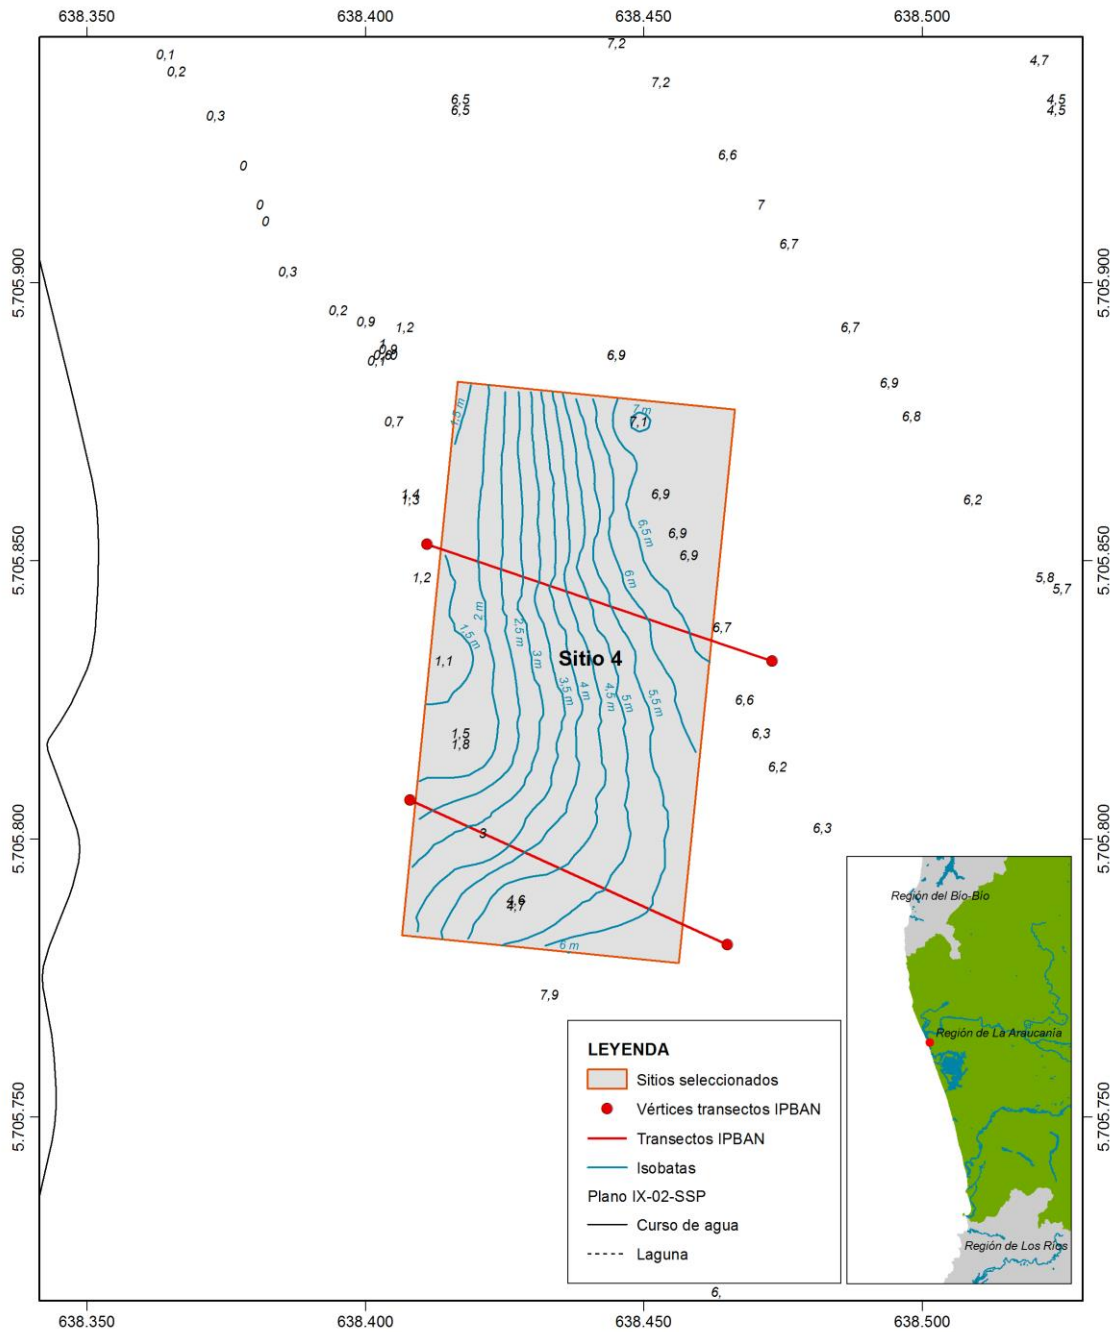 638.350 638.400 638.450 638.500
7,2
0,1
4,7
0,2
7,2
6,5
4,5
6,5
4,5
0,3
6,6
0
0
7
0
6,7
5.705.900
5.705.900
0,3
0,2
0,9
1,2
6,7
0,9
0,1
6,9
6,9
1,5 m
7 m
0,7
7,1
6,8
1,4
1,3
6,9
6,2
6,5 m
6,9
6,9
5.705.850
5.705.850
1,2
6 m
5,8
5,7
2 m
1,5 m
2,5 m
6,7
1,1
3 m
Sitio 4
3,5 m
4 m
4,5 m
5 m
5,5 m
6,6
1,5
1,8
6,3
6,2
3
6,3
5.705.800
5.705.800
4,6
4,7
6 m
7,9
LEYENDA
Sitios seleccionados
Vértices transectos IPBAN
Transectos IPBAN
Isobatas
Plano IX-02-SSP
Curso de agua
Laguna
Región del Bío-Bío
Región de La Araucanía
Región de Los Ríos
5.705.750
5.705.750
6,
638.350 638.400 638.450 638.500